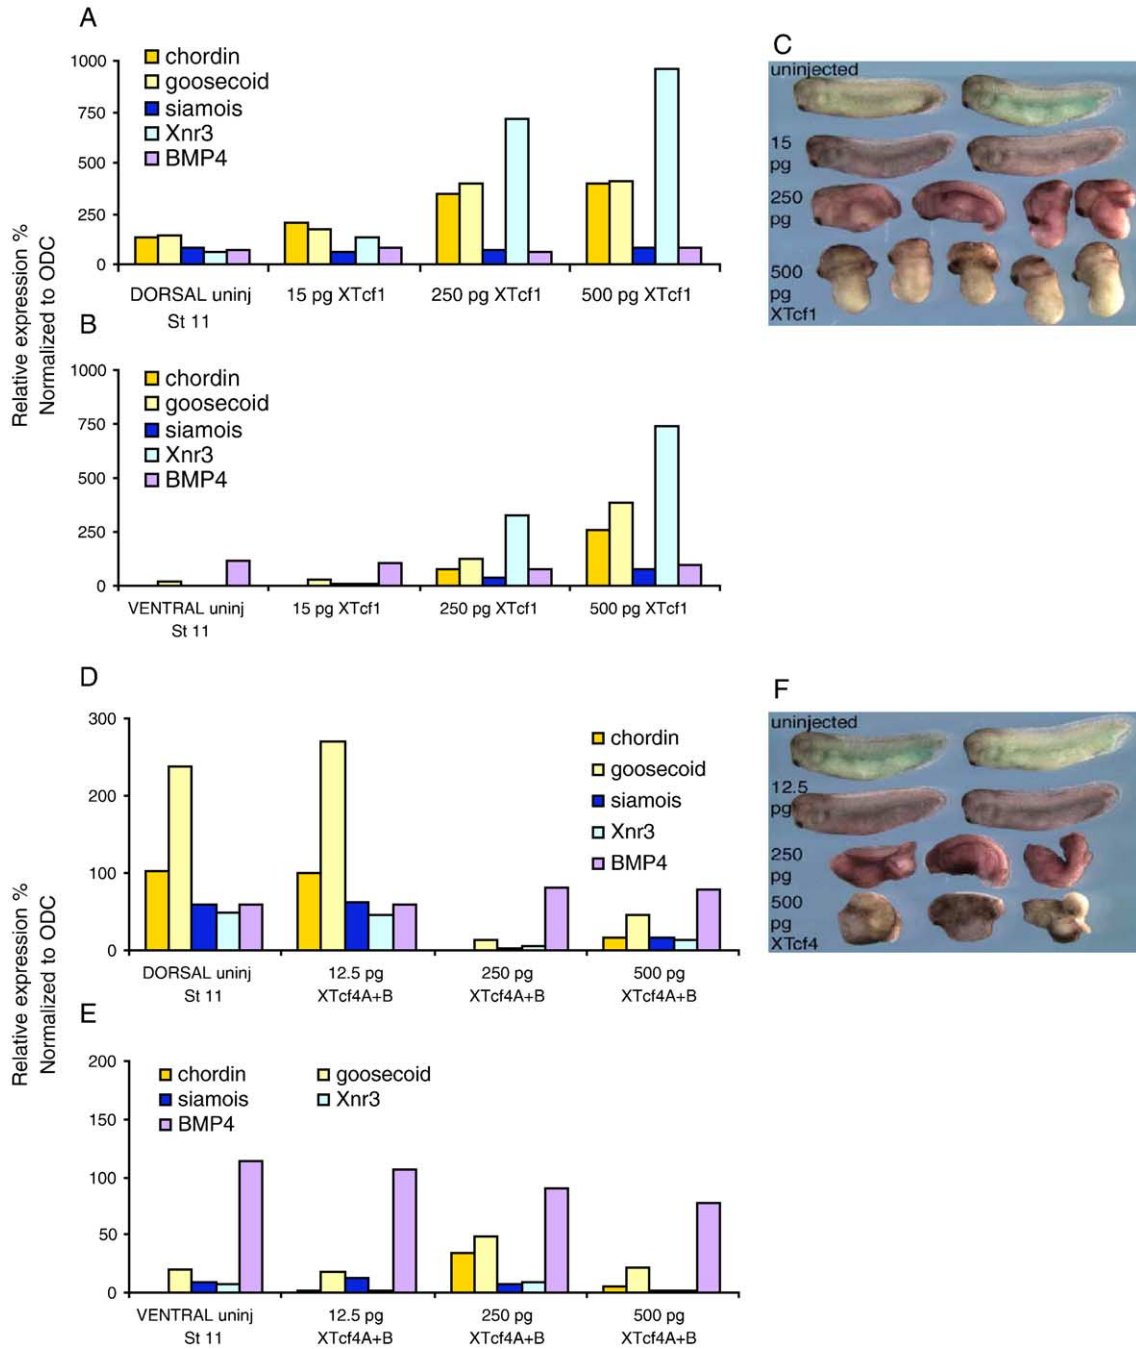 A
chordin
goosecoid
siamois
Xnr3
BMP4
1000
750
500
250
0
DORSAL uninj
St 11
15 pg XTcf1
250 pg XTcf1
500 pg XTcf1
Relative expression %
Normalized to ODC
B
chordin
goosecoid
siamois
Xnr3
BMP4
1000
750
500
250
0
VENTRAL uninj
St 11
15 pg XTcf1
250 pg XTcf1
500 pg XTcf1
C
uninjected
15
pg
250
pg
500
pg
XTcf1
D
chordin
goosecoid
siamois
Xnr3
BMP4
300
200
100
0
DORSAL uninj
St 11
12.5 pg
XTcf4A+B
250 pg
XTcf4A+B
500 pg
XTcf4A+B
Relative expression %
Normalized to ODC
E
chordin
goosecoid
siamois
Xnr3
BMP4
200
150
100
50
0
VENTRAL uninj
St 11
12.5 pg
XTcf4A+B
250 pg
XTcf4A+B
500 pg
XTcf4A+B
F
uninjected
12.5
pg
250
pg
500
pg
XTcf4